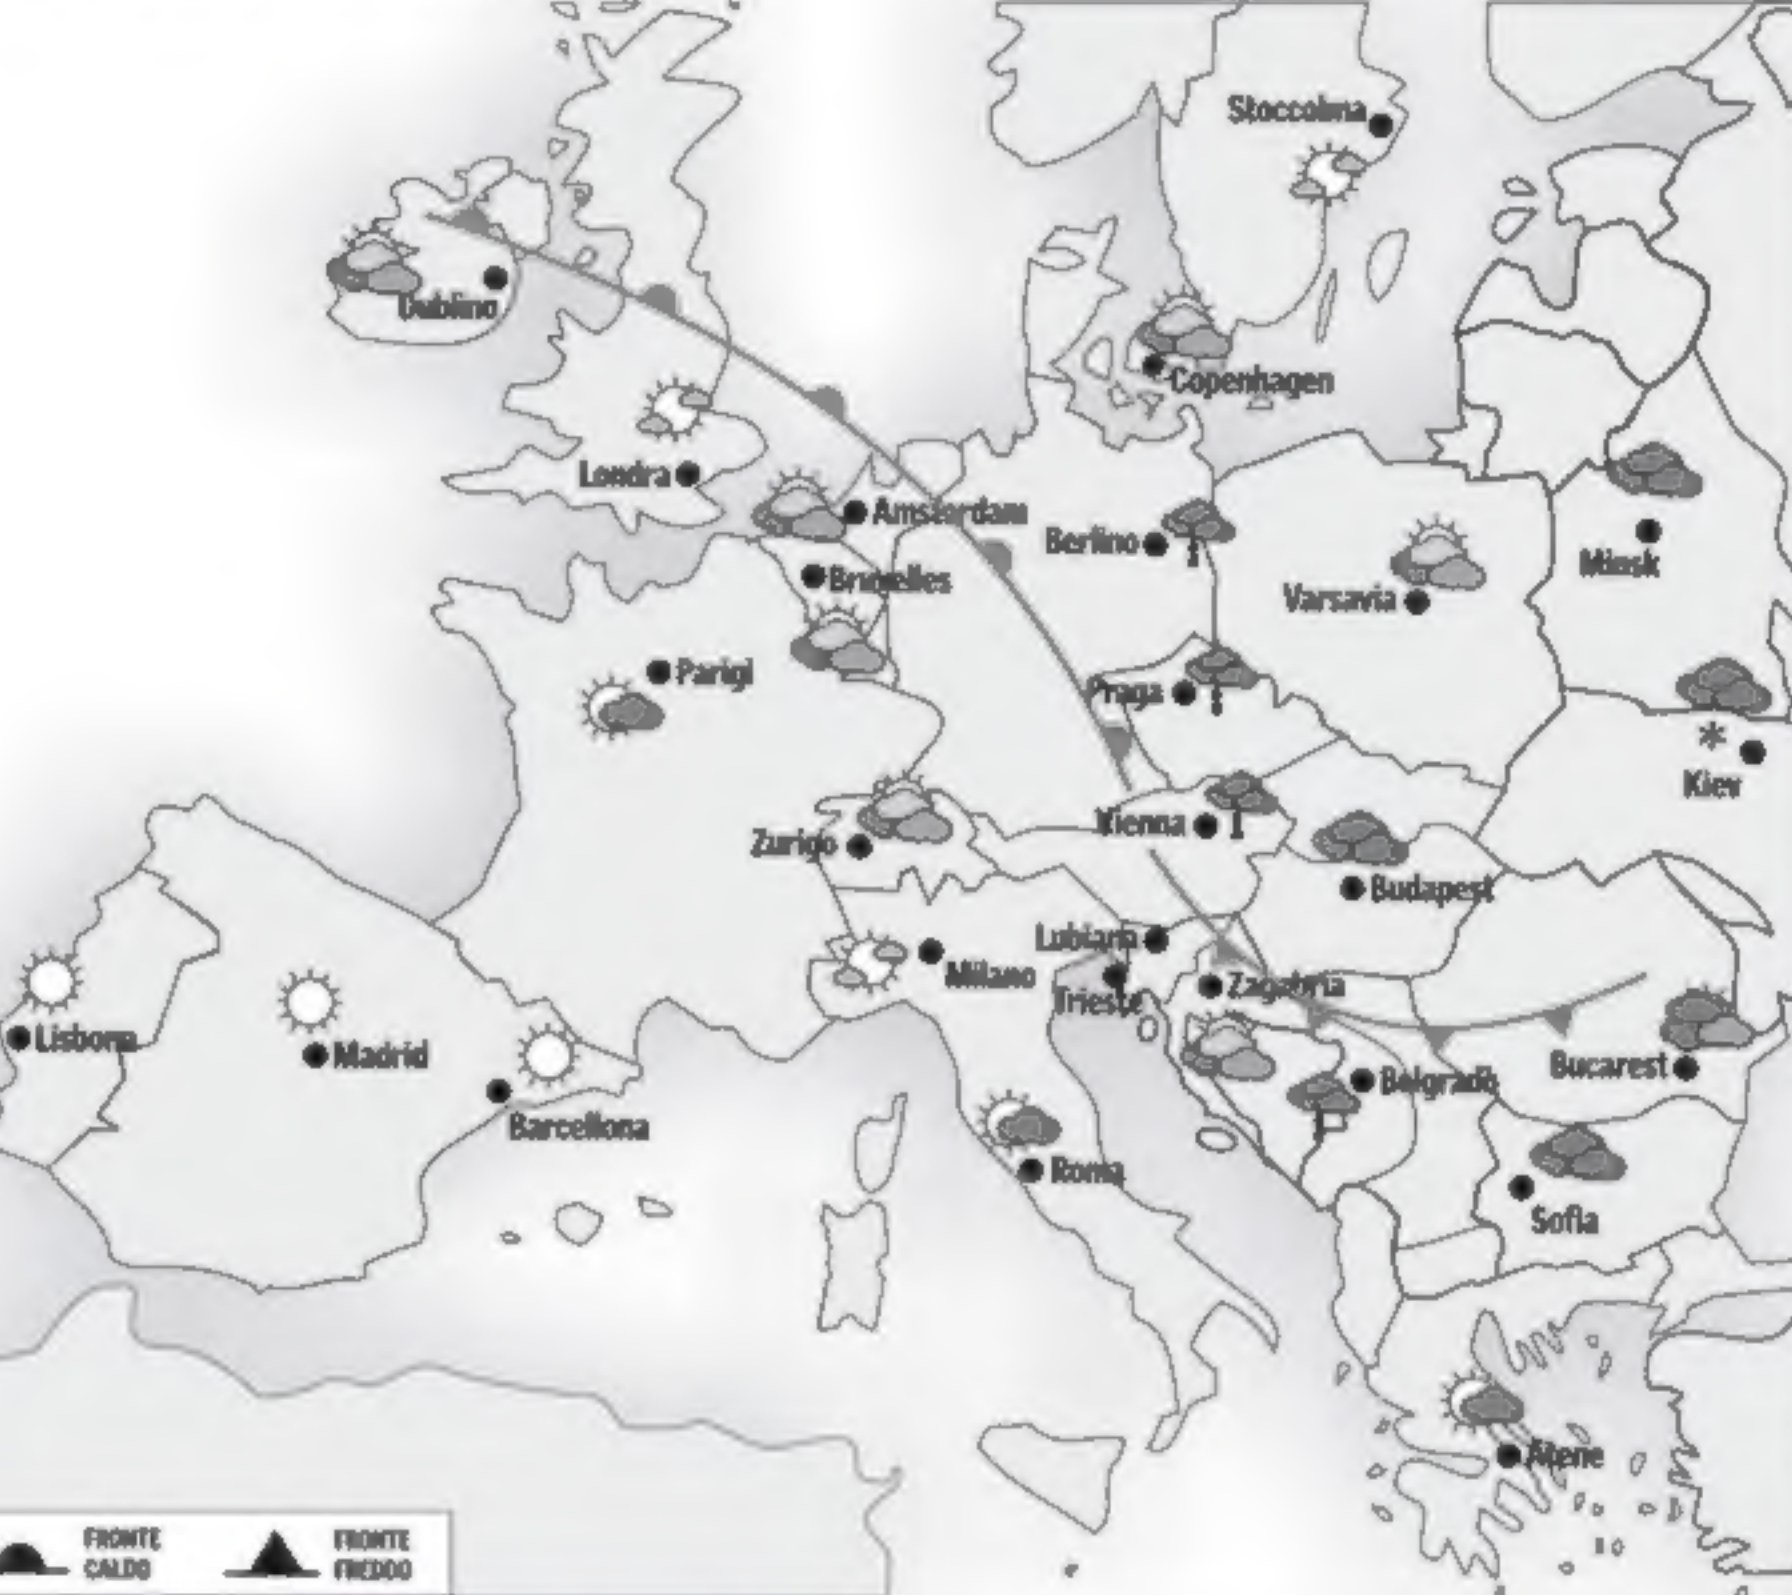 Stoccolma
Dublino
Copenhagen
Londra
Amsterdam
Berlino
Minsk
Bruxelles
Varsavia
Parigi
Praga
Kiev
Vienna
Zurigo
Budapest
Lubiana
Milano
Zagabria
Trieste
Lisbona
Madrid
Bucarest
Belgrado
Barcellona
Roma
Sofia
Atene
FRONTE
CALDO
FRONTE
FREDDO